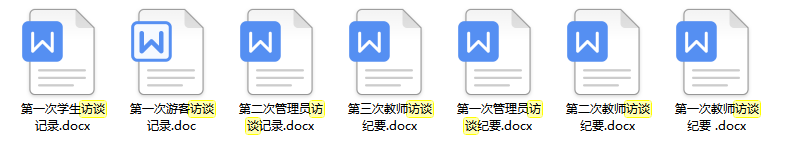 第一次学生访谈
记录.docx
第一次游客访谈
记录.doc
第二次管理员访
谈记录.docx
第三次教师访谈
纪要.docx
第一次管理员访
谈纪要.docx
第二次教师访谈
纪要.docx
第一次教师访谈
纪要 .docx